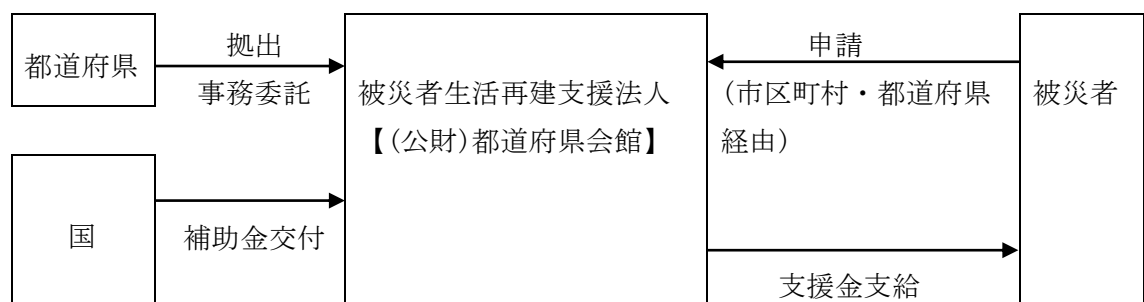 都道府県
拠出
事務委託
国
補助金交付
被災者生活再建支援法人
【(公財)都道府県会館】
申請
(市区町村・都道府県
経由)
支援金支給
被災者